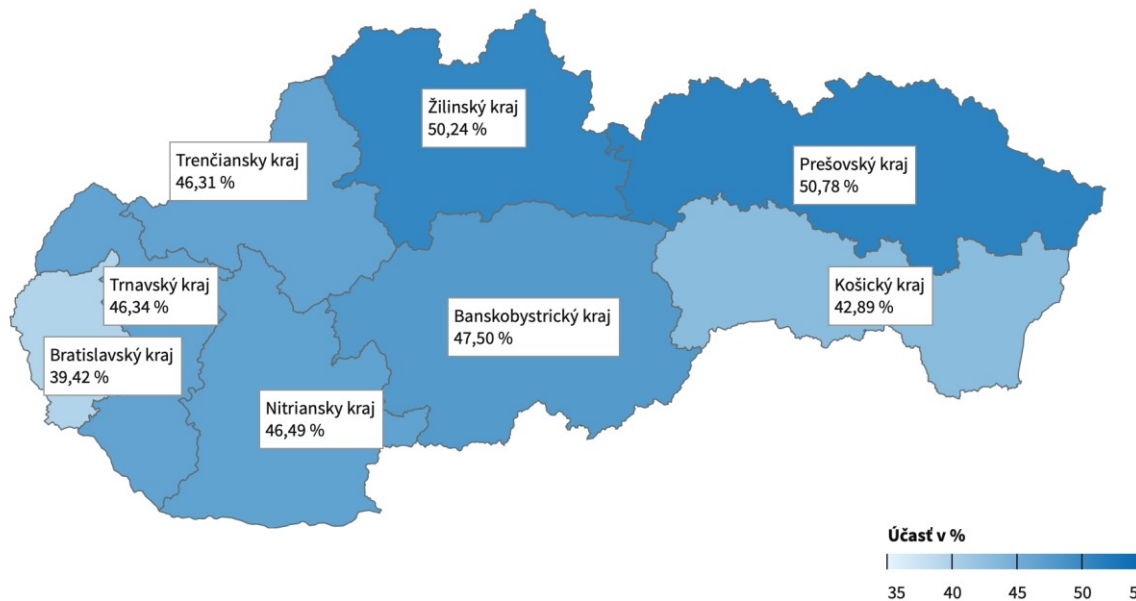 Žilinský kraj
50,24 %
Trenčiansky kraj
46,31 %
Prešovský kraj
50,78 %
Trnavský kraj
46,34 %
Košický kraj
42,89 %
Banskobystrický kraj
47,50 %
Bratislavský kraj
39,42 %
Nitriansky kraj
46,49 %
Účasť v %
35 40 45 50